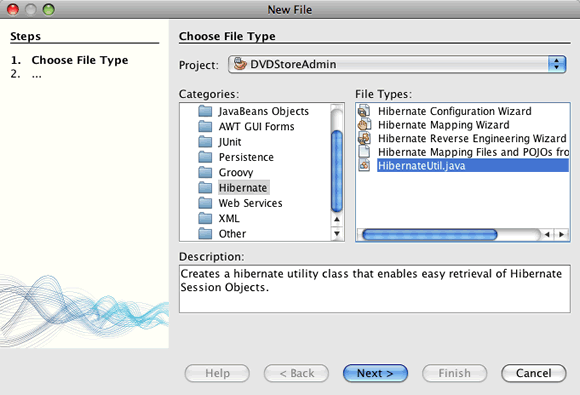 New File
Steps
1. Choose File Type
2. ...
Choose File Type
Project: DVDStoreAdmin
Categories:
JavaBeans Objects
AWT GUI Forms
JUnit
Persistence
Groovy
Hibernate
Web Services
XML
Other
File Types:
Hibernate Configuration Wizard
Hibernate Mapping Wizard
Hibernate Reverse Engineering Wizard
Hibernate Mapping Files and POJOs fro
HibernateUtil.java
Description:
Creates a hibernate utility class that enables easy retrieval of Hibernate
Session Objects.
Help < Back Next > Finish Cancel